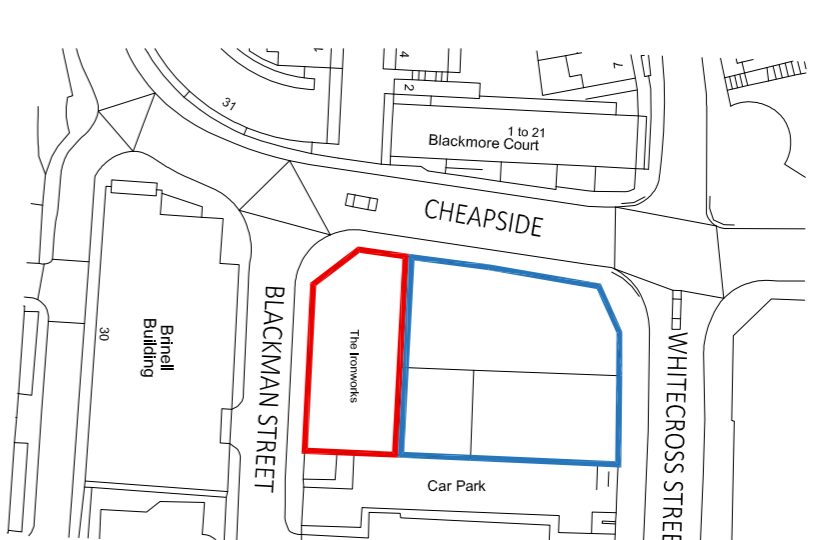 4
2
7
31
1 to 21
Blackmore Court
CHEAPSIDE
BLACKMAN STREET
The Ironworks
30
Brinell
Building
WHITECROSS STREE
Car Park